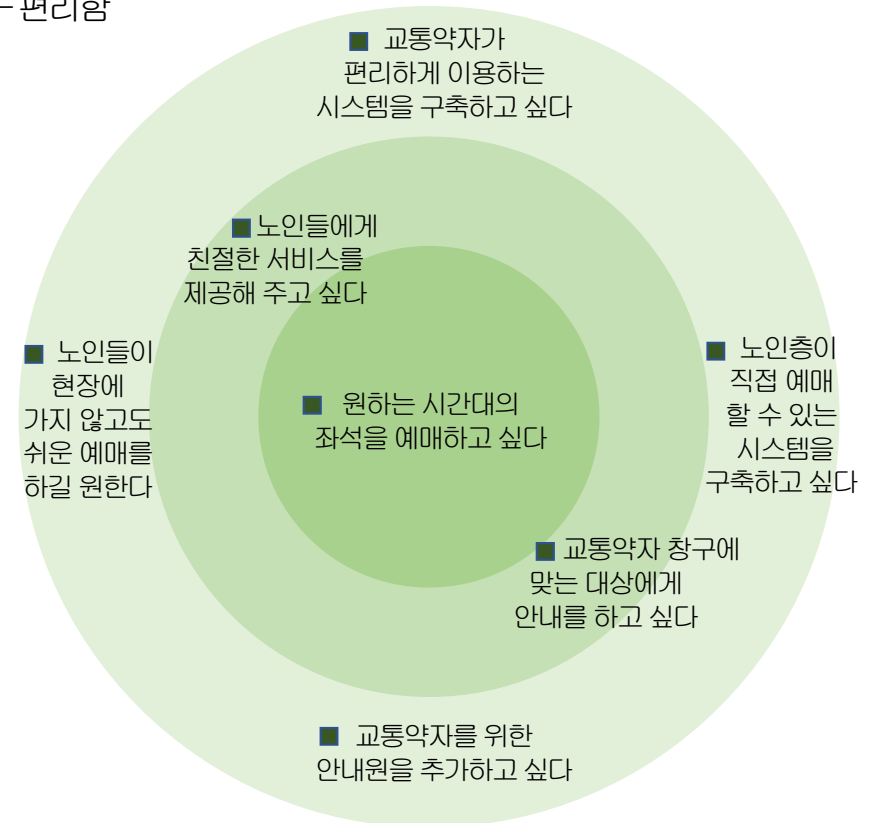 – 편리함
■ 교통약자가
편리하게 이용하는
시스템을 구축하고 싶다
■ 노인들에게
친절한 서비스를
제공해 주고 싶다
■ 노인들이
현장에
가지 않고도
쉬운 예매를
하길 원한다
■ 원하는 시간대의
좌석을 예매하고 싶다
■ 노인층이
직접 예매
할 수 있는
시스템을
구축하고 싶다
■ 교통약자 창구에
맞는 대상에게
안내를 하고 싶다
■ 교통약자를 위한
안내원을 추가하고 싶다